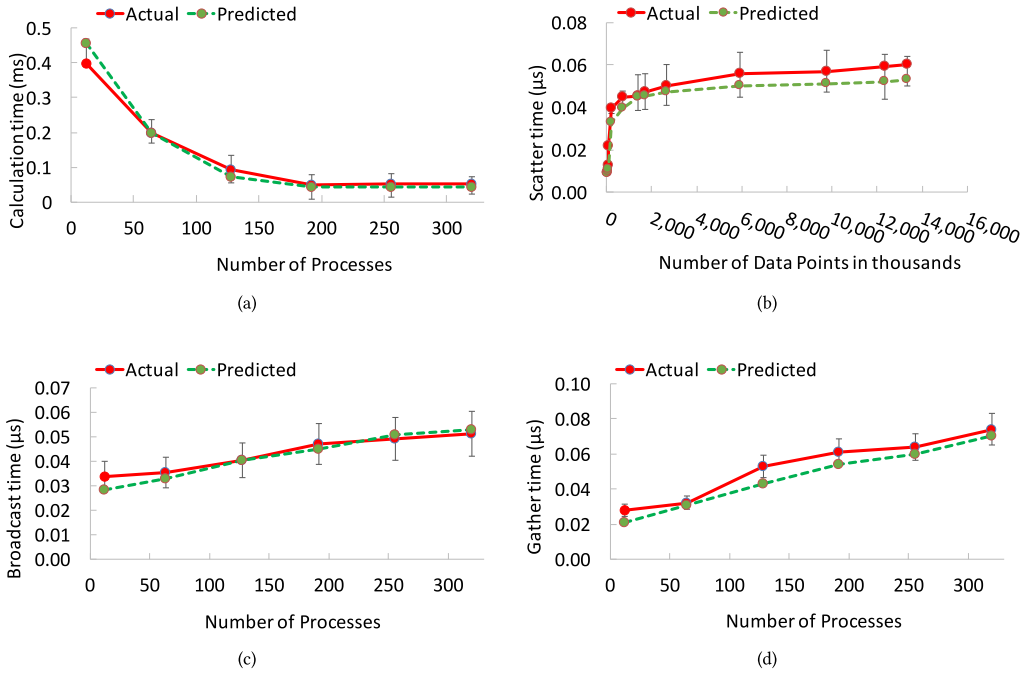 Actual Predicted
Calculation time (ms)
0.5
0.4
0.3
0.2
0.1
0
0 50 100 150 200 250 300
Number of Processes
(a)
Actual Predicted
Scatter time (µs)
0.08
0.06
0.04
0.02
0.00
0 2,000 4,000 6,000 8,000 10,000 12,000 14,000 16,000
Number of Data Points in thousands
(b)
Actual Predicted
Broadcast time (µs)
0.07
0.06
0.05
0.04
0.03
0.02
0.01
0.00
0 50 100 150 200 250 300
Number of Processes
(c)
Actual Predicted
Gather time (µs)
0.10
0.08
0.06
0.04
0.02
0.00
0 50 100 150 200 250 300
Number of Processes
(d)